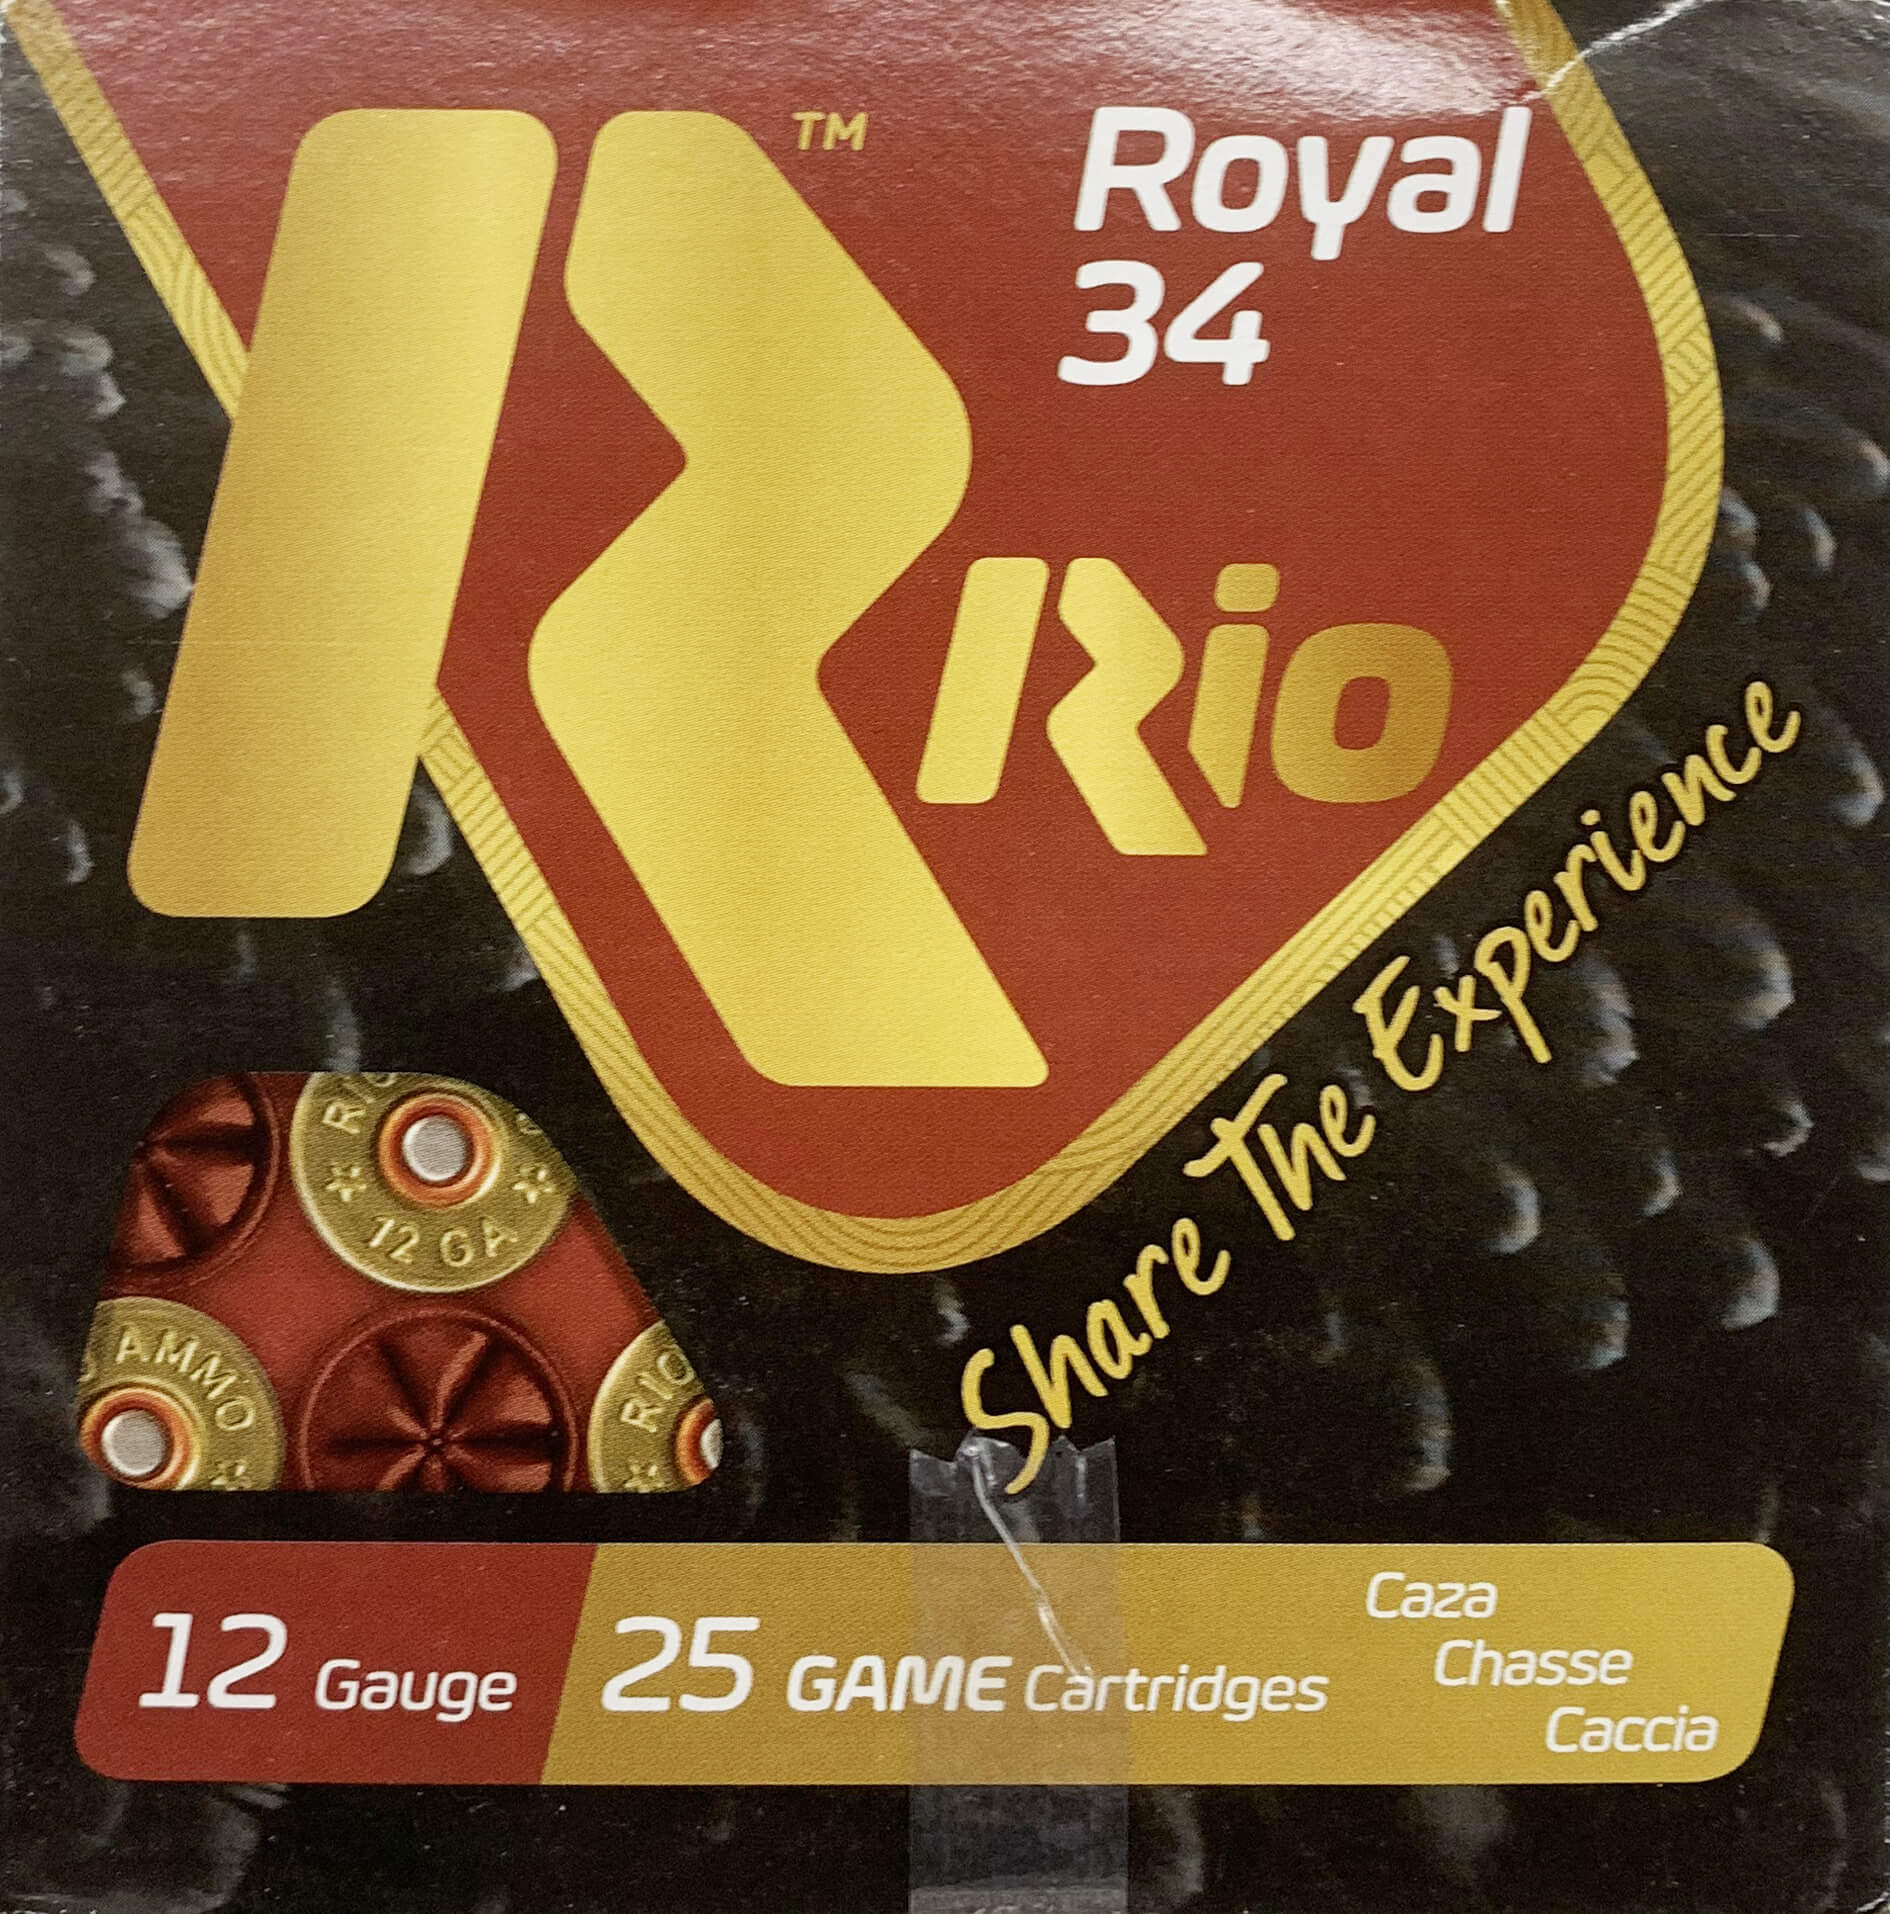 TM
Royal
34
Rio
Share The Experience
RIO
12 GA
AMMO
RIO
12 Gauge
25 GAME Cartridges
Caza
Chasse
Caccia